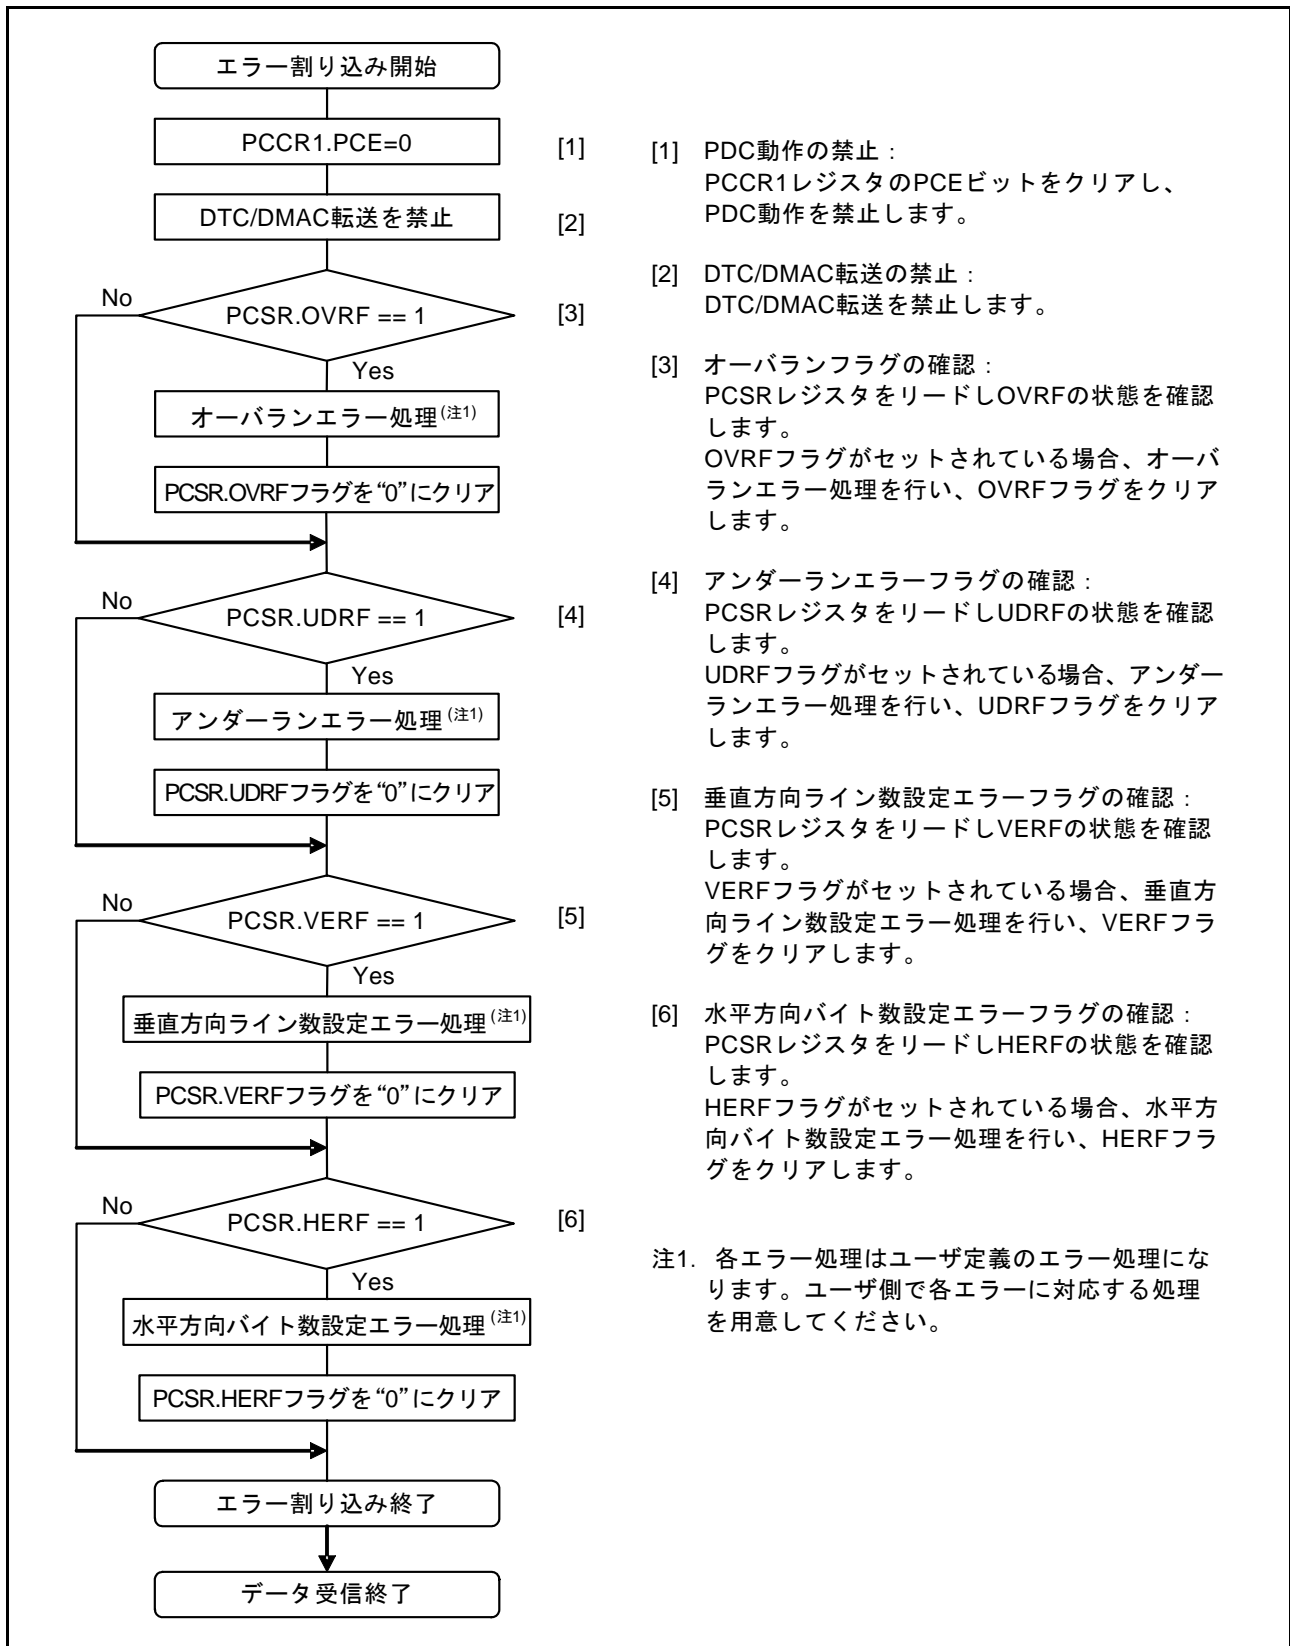 エラー割り込み開始
PCCR1.PCE=0
[1]
DTC/DMAC転送を禁止
[2]
No
PCSR.OVRF == 1
[3]
Yes
オーバランエラー処理(注1)
PCSR.OVRFフラグを“0”にクリア
No
PCSR.UDRF == 1
[4]
Yes
アンダーランエラー処理(注1)
PCSR.UDRFフラグを“0”にクリア
No
PCSR.VERF == 1
[5]
Yes
垂直方向ライン数設定エラー処理(注1)
PCSR.VERFフラグを“0”にクリア
No
PCSR.HERF == 1
[6]
Yes
水平方向バイト数設定エラー処理(注1)
PCSR.HERFフラグを“0”にクリア
エラー割り込み終了
データ受信終了
[1] PDC動作の禁止：
PCCR1レジスタのPCEビットをクリアし、
PDC動作を禁止します。
[2] DTC/DMAC転送の禁止：
DTC/DMAC転送を禁止します。
[3] オーバランフラグの確認：
PCSRレジスタをリードしOVRFの状態を確認
します。
OVRFフラグがセットされている場合、オーバ
ランエラー処理を行い、OVRFフラグをクリア
します。
[4] アンダーランエラーフラグの確認：
PCSRレジスタをリードしUDRFの状態を確認
します。
UDRFフラグがセットされている場合、アンダー
ランエラー処理を行い、UDRFフラグをクリア
します。
[5] 垂直方向ライン数設定エラーフラグの確認：
PCSRレジスタをリードしVERFの状態を確認
します。
VERFフラグがセットされている場合、垂直方
向ライン数設定エラー処理を行い、VERFフラ
グをクリアします。
[6] 水平方向バイト数設定エラーフラグの確認：
PCSRレジスタをリードしHERFの状態を確認
します。
HERFフラグがセットされている場合、水平方
向バイト数設定エラー処理を行い、HERFフラ
グをクリアします。
注1. 各エラー処理はユーザ定義のエラー処理にな
ります。ユーザ側で各エラーに対応する処理
を用意してください。